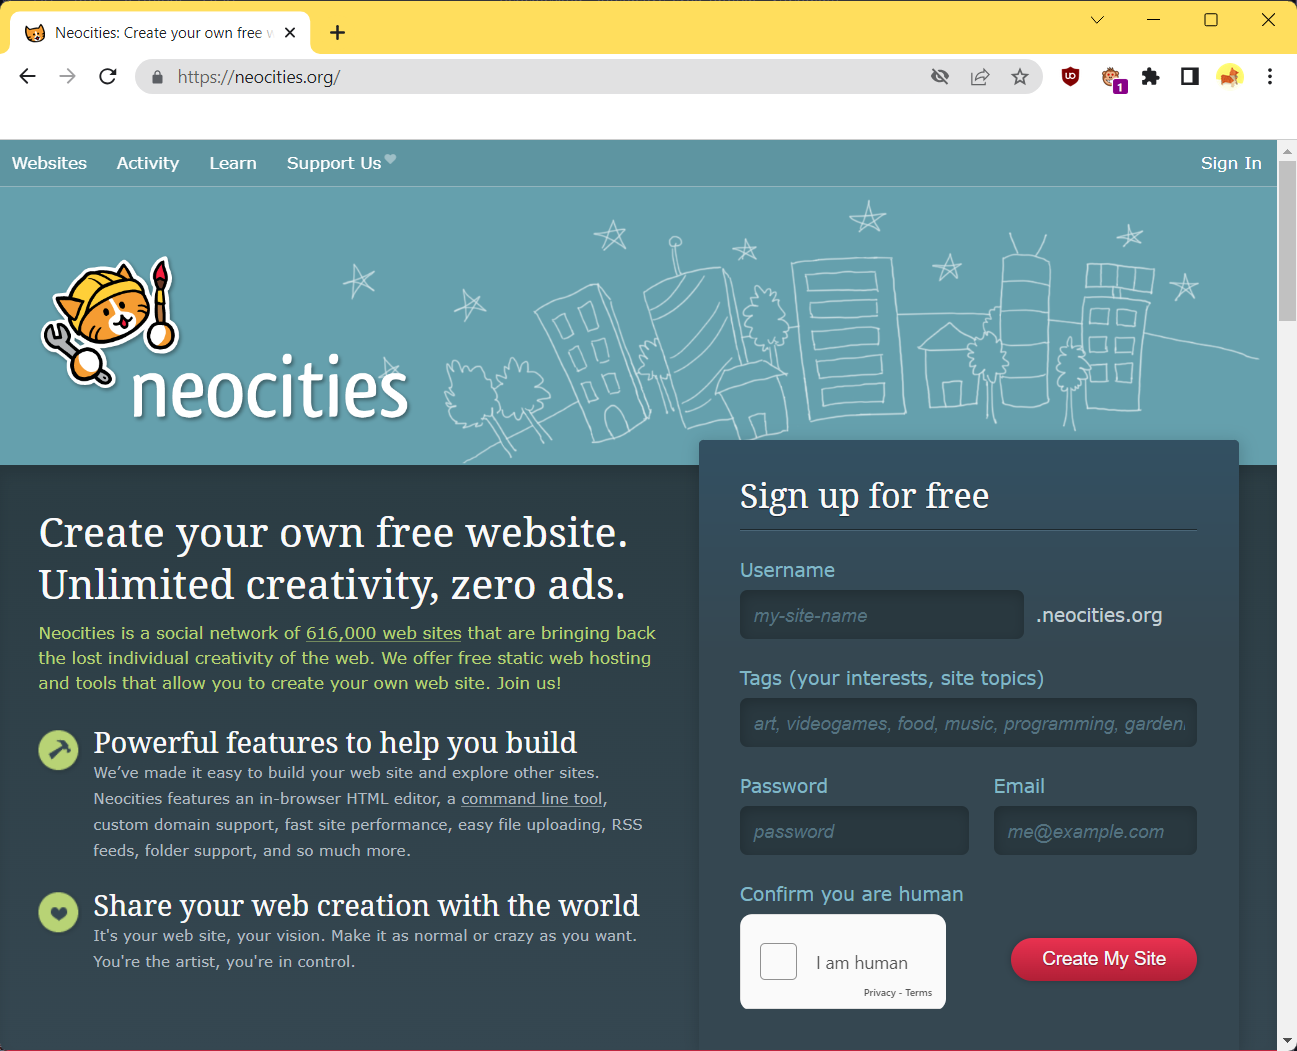 Neocities: Create your own free w
https://neocities.org/
1
Websites
Activity
Learn
Support Us
Sign In
neocities
Create your own free website.
Unlimited creativity, zero ads.
Neocities is a social network of 616,000 web sites that are bringing back
the lost individual creativity of the web. We offer free static web hosting
and tools that allow you to create your own web site. Join us!
Powerful features to help you build
We’ve made it easy to build your web site and explore other sites.
Neocities features an in-browser HTML editor, a command line tool,
custom domain support, fast site performance, easy file uploading, RSS
feeds, folder support, and so much more.
Share your web creation with the world
It's your web site, your vision. Make it as normal or crazy as you want.
You're the artist, you're in control.
Sign up for free
Username
my-site-name
.neocities.org
Tags (your interests, site topics)
art, videogames, food, music, programming, gardeni
Password
Email
password
me@example.com
Confirm you are human
I am human
Privacy - Terms
Create My Site